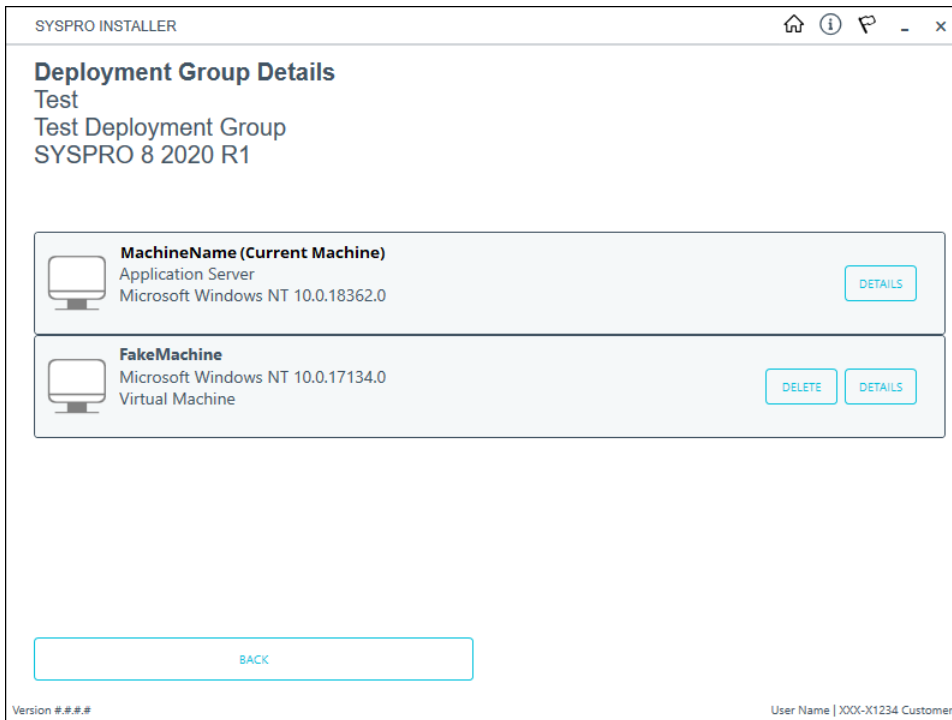 SYSPRO INSTALLER
Deployment Group Details
Test
Test Deployment Group
SYSPRO 8 2020 R1
MachineName (Current Machine)
Application Server
Microsoft Windows NT 10.0.18362.0
DETAILS
FakeMachine
Microsoft Windows NT 10.0.17134.0
Virtual Machine
DELETE
DETAILS
BACK
Version #.#.#.#
User Name | XXX-X1234 Customer